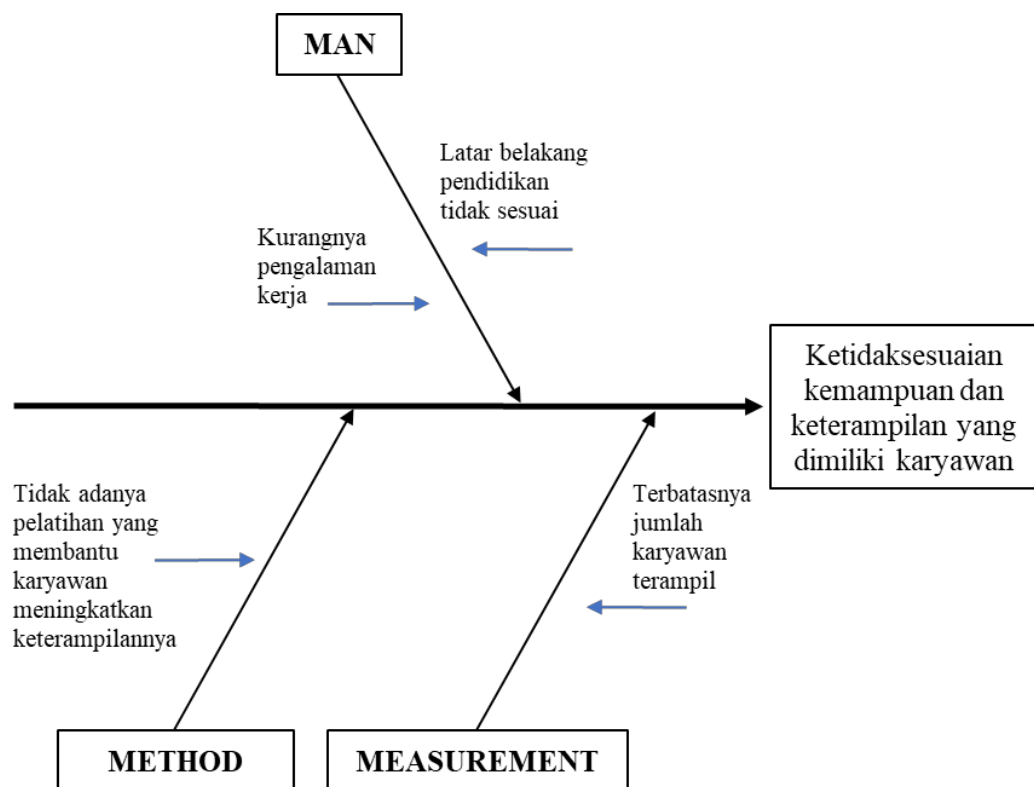 MAN
Latar belakang
pendidikan
tidak sesuai
Kurangnya
pengalaman
kerja
Ketidaksesuaian
kemampuan dan
keterampilan yang
dimiliki karyawan
Tidak adanya
pelatihan yang
membantu
karyawan
meningkatkan
keterampilannya
Terbatasnya
jumlah
karyawan
terampil
METHOD
MEASUREMENT